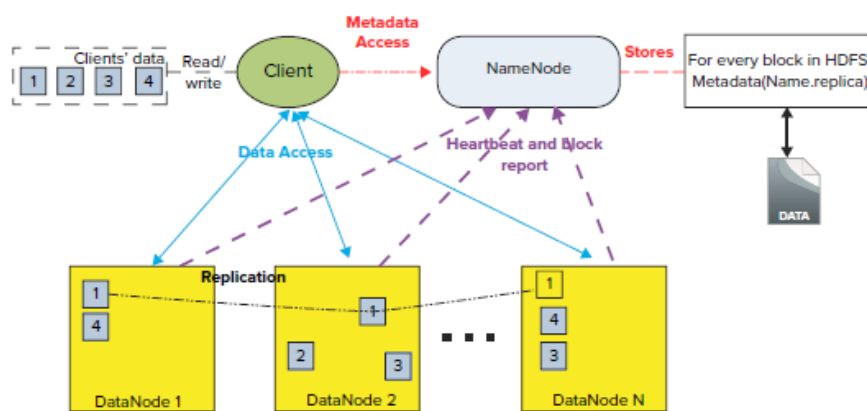 Clients' data
1 2 3 4
Read/
write
Client
Metadata
Access
NameNode
Stores
For every block in HDFS
Metadata(Name.replica)
DATA
Data Access
Heartbeat and block
report
Replication
1
4
DataNode 1
1
2
3
DataNode 2
1
4
3
DataNode N